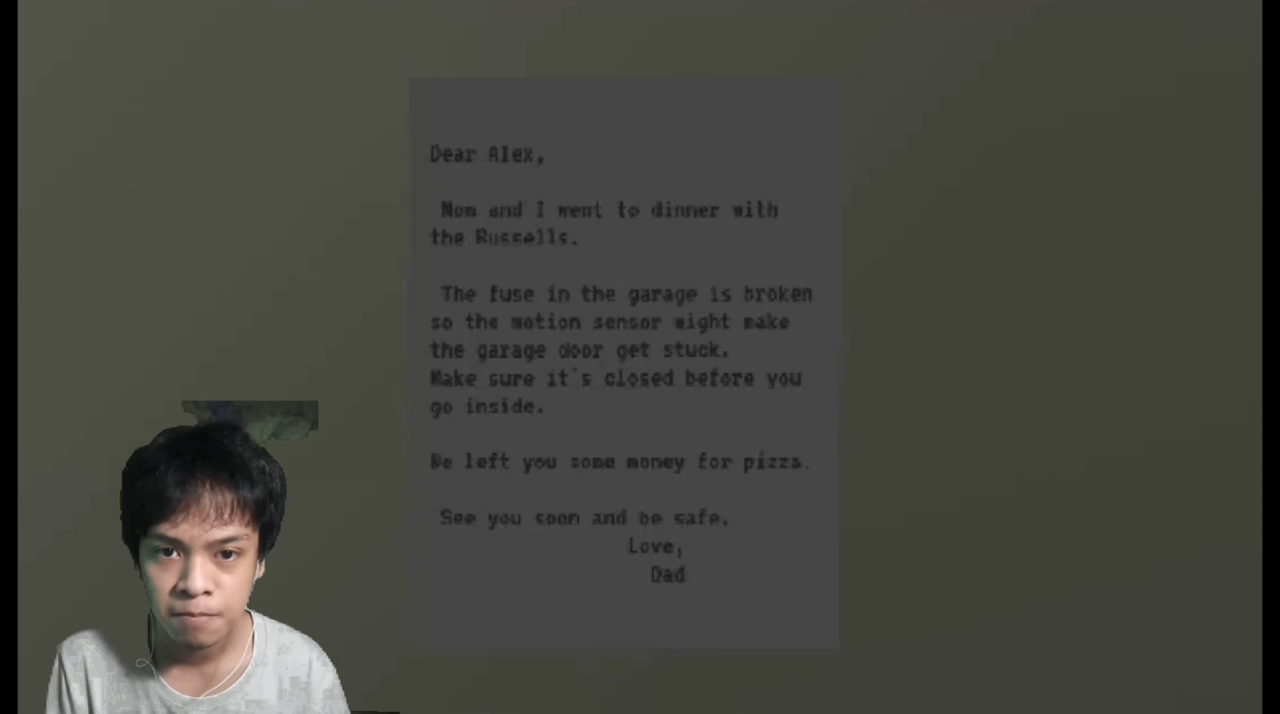 Dear Alex,
Mom and I went to dinner with
the Russells.
The fuse in the garage is broken
so the motion sensor might make
the garage door get stuck.
Make sure it's closed before you
go inside.
We left you some money for pizza.
See you soon and be safe.
Love,
Dad